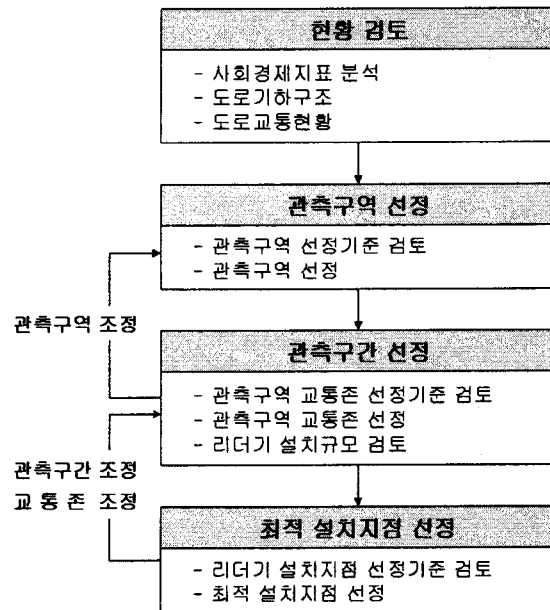 현황 검토
- 사회경제지표 분석
- 도로기하구조
- 도로교통현황
관측구역 선정
- 관측구역 선정기준 검토
- 관측구역 선정
관측구역 조정
관측구간 선정
- 관측구역 교통존 선정기준 검토
- 관측구역 교통존 선정
- 리더기 설치규모 검토
관측구간 조정
교 통 존 조정
최적 설치지점 선정
- 리더기 설치지점 선정기준 검토
- 최적 설치지점 선정